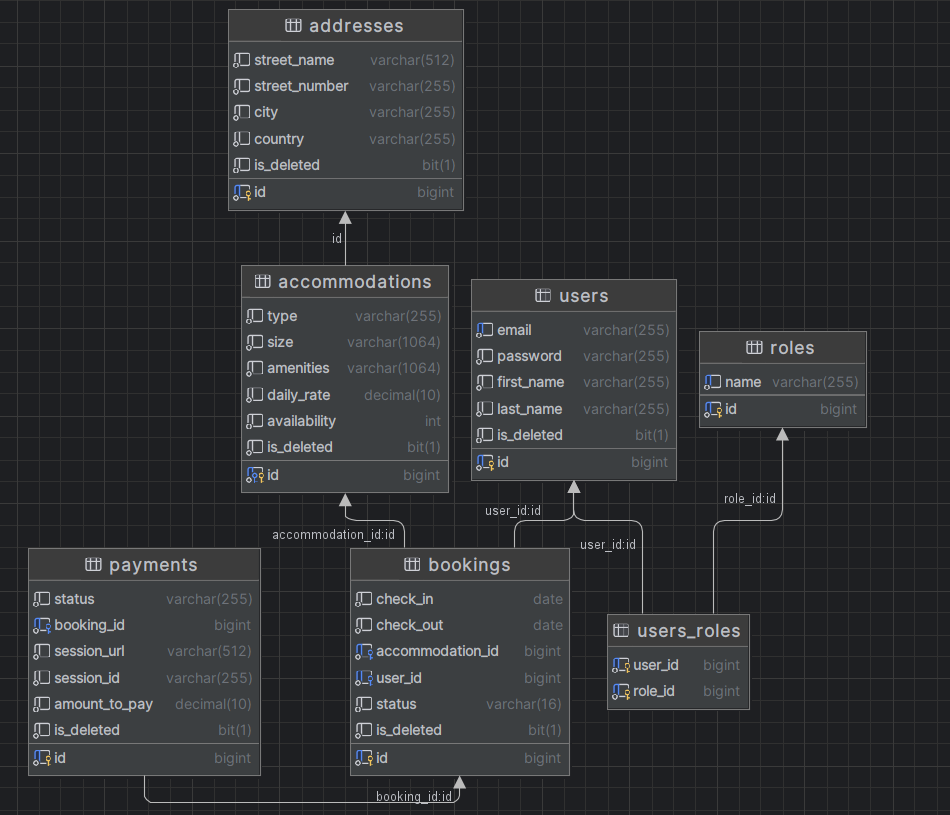 addresses
street_name varchar(512)
street_number varchar(255)
city varchar(255)
country varchar(255)
is_deleted bit(1)
id bigint
id
accommodations
type varchar(255)
size varchar(1064)
amenities varchar(1064)
daily_rate decimal(10)
availability int
is_deleted bit(1)
id bigint
users
email varchar(255)
password varchar(255)
first_name varchar(255)
last_name varchar(255)
is_deleted bit(1)
id bigint
roles
name varchar(255)
id bigint
accommodation_id:id
user_id:id
user_id:id
role_id:id
payments
status varchar(255)
booking_id bigint
session_url varchar(512)
session_id varchar(255)
amount_to_pay decimal(10)
is_deleted bit(1)
id bigint
bookings
check_in date
check_out date
accommodation_id bigint
user_id bigint
status varchar(16)
is_deleted bit(1)
id bigint
users_roles
user_id bigint
role_id bigint
booking_id:id